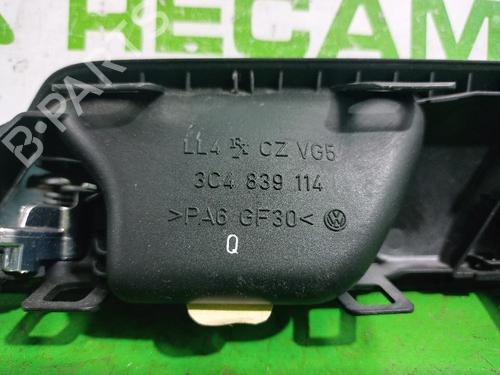 RECAM
B-PARTS
LL4 CZ VG5
3C4 839 114
>PA6 GF30<
Q